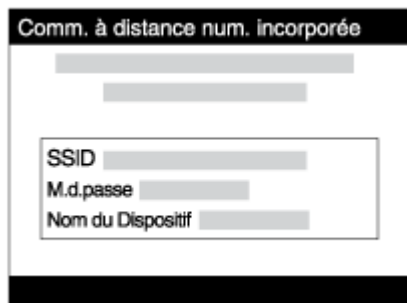 Comm. à distance num. incorporée
SSID
M.d.passe
Nom du Dispositif